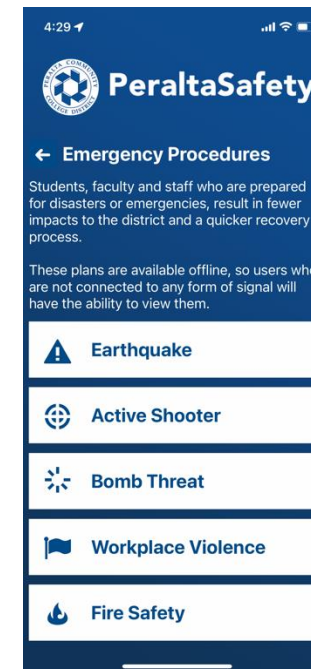 4:29
PERALTA COMMUNITY
COLLEGE DISTRICT
PeraltaSafety
Emergency Procedures
Students, faculty and staff who are prepared
for disasters or emergencies, result in fewer
impacts to the district and a quicker recovery
process.
These plans are available offline, so users who
are not connected to any form of signal will
have the ability to view them.
Earthquake
Active Shooter
Bomb Threat
Workplace Violence
Fire Safety